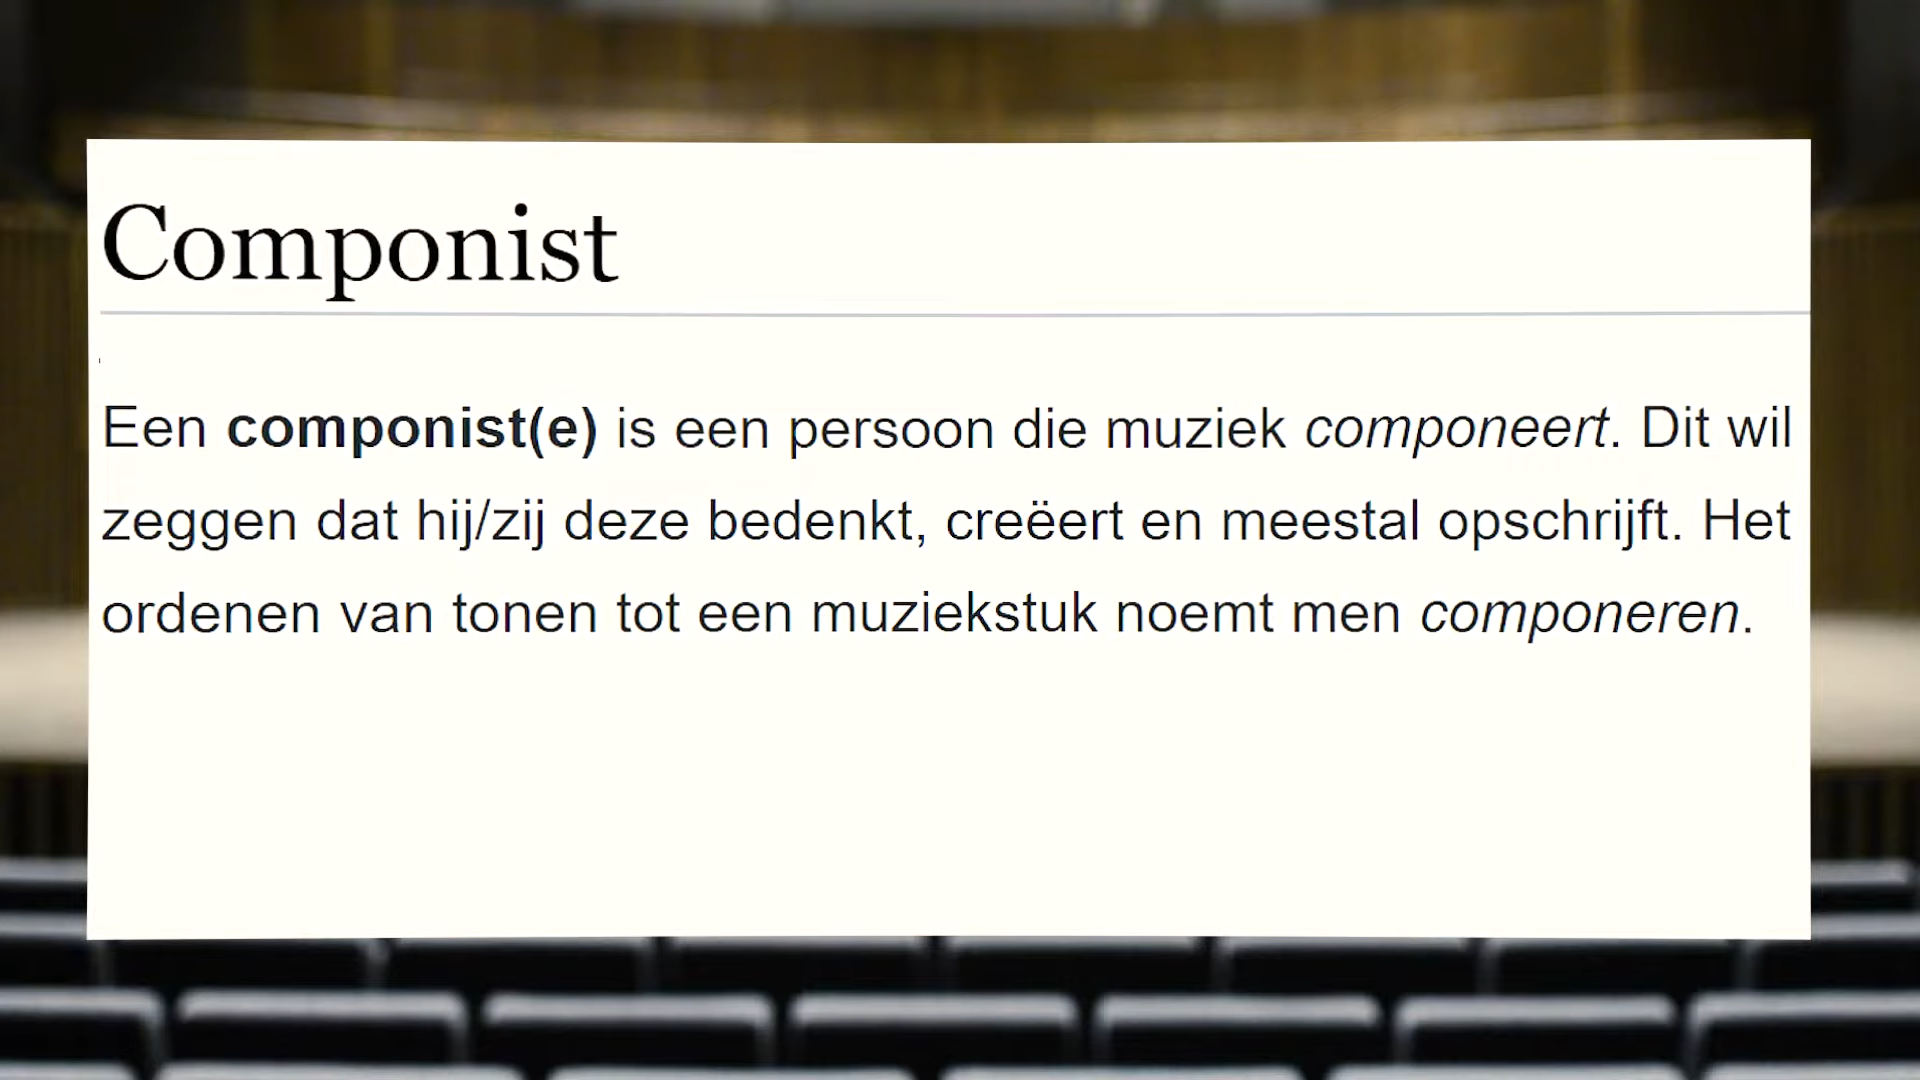 Componist
Een componist(e) is een persoon die muziek componeert. Dit wil
zeggen dat hij/zij deze bedenkt, creëert en meestal opschrijft. Het
ordenen van tonen tot een muziekstuk noemt men componeren.